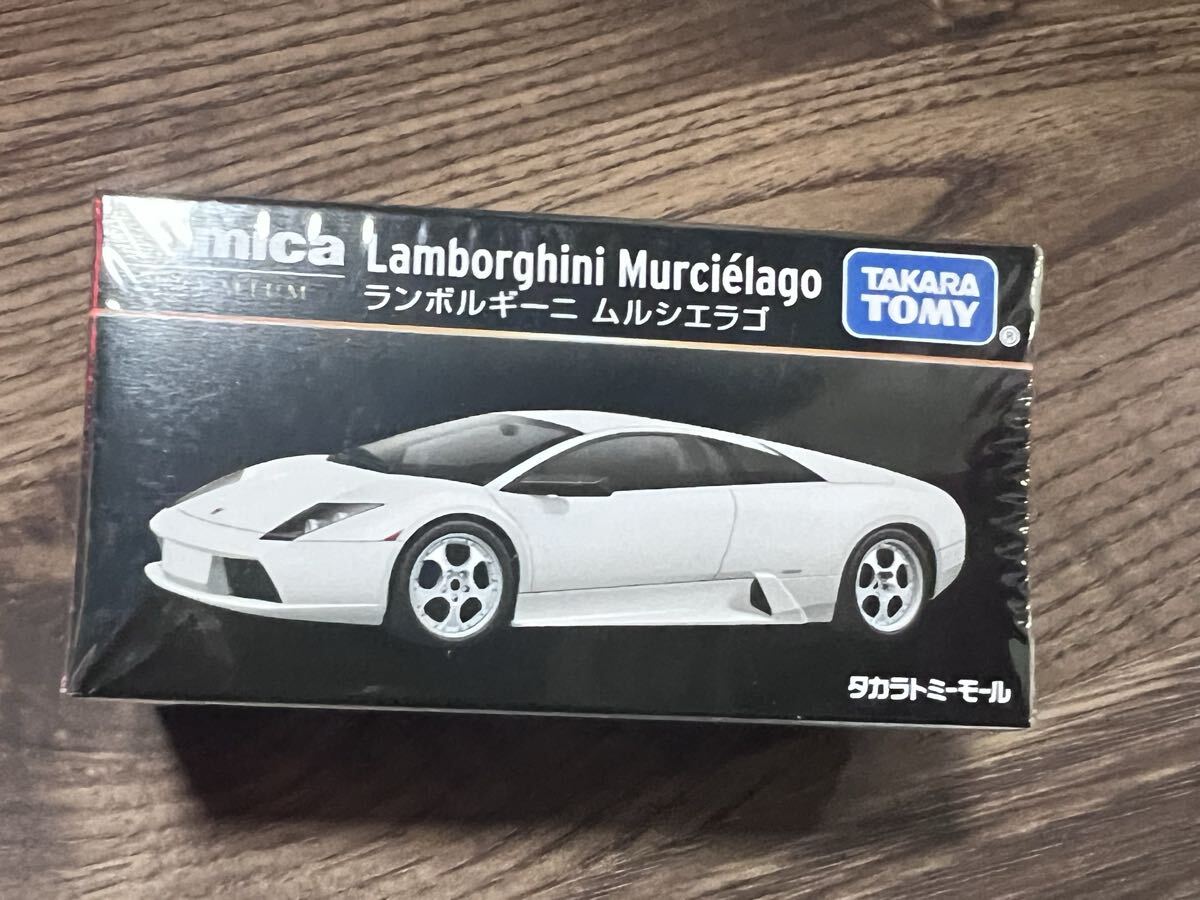 mica
Lamborghini Murciélago
ランボルギーニ ムルシエラゴ
TAKARA
TOMY
®
タカラトミーモール